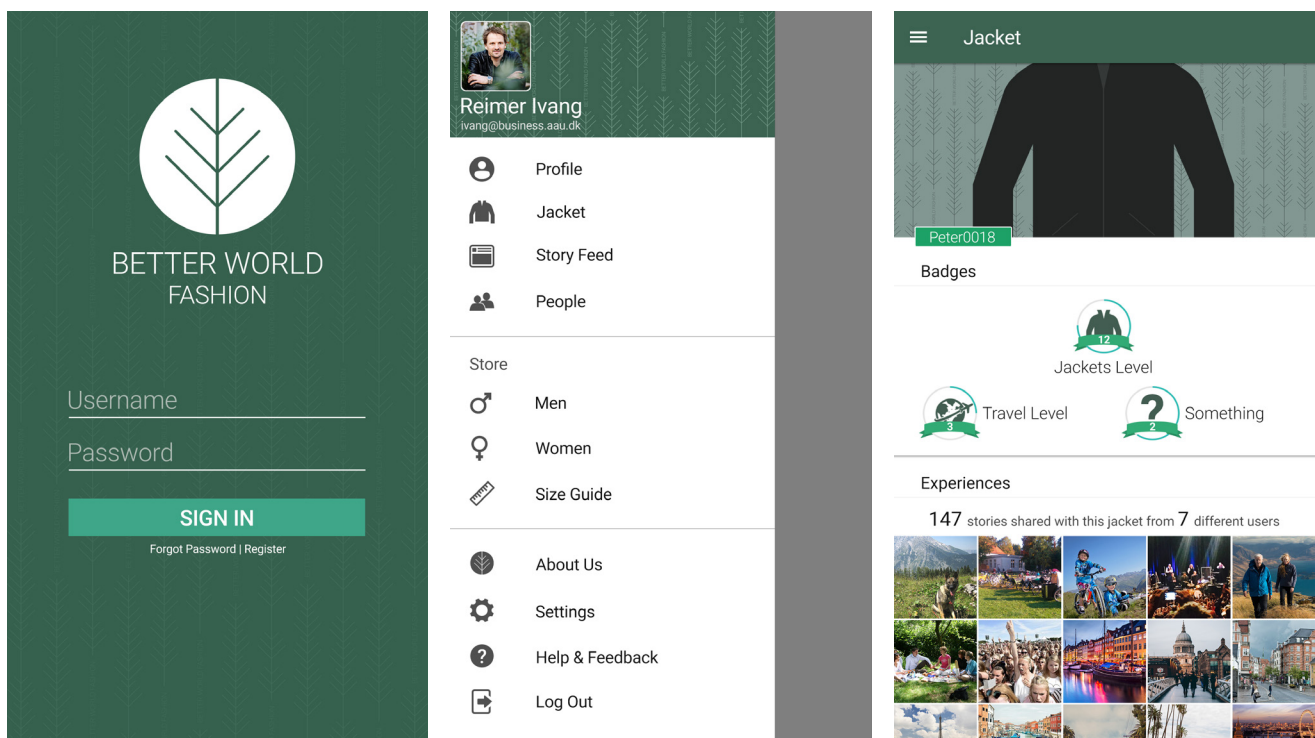 BETTER WORLD
FASHION
Username
Password
SIGN IN
Forgot Password | Register
Reimer Ivang
ivang@business.aau.dk
Profile
Jacket
Story Feed
People
Store
Men
Women
Size Guide
About Us
Settings
Help & Feedback
Log Out
Jacket
Peter0018
Badges
12
Jackets Level
3
Travel Level
2
Something
Experiences
147 stories shared with this jacket from 7 different users